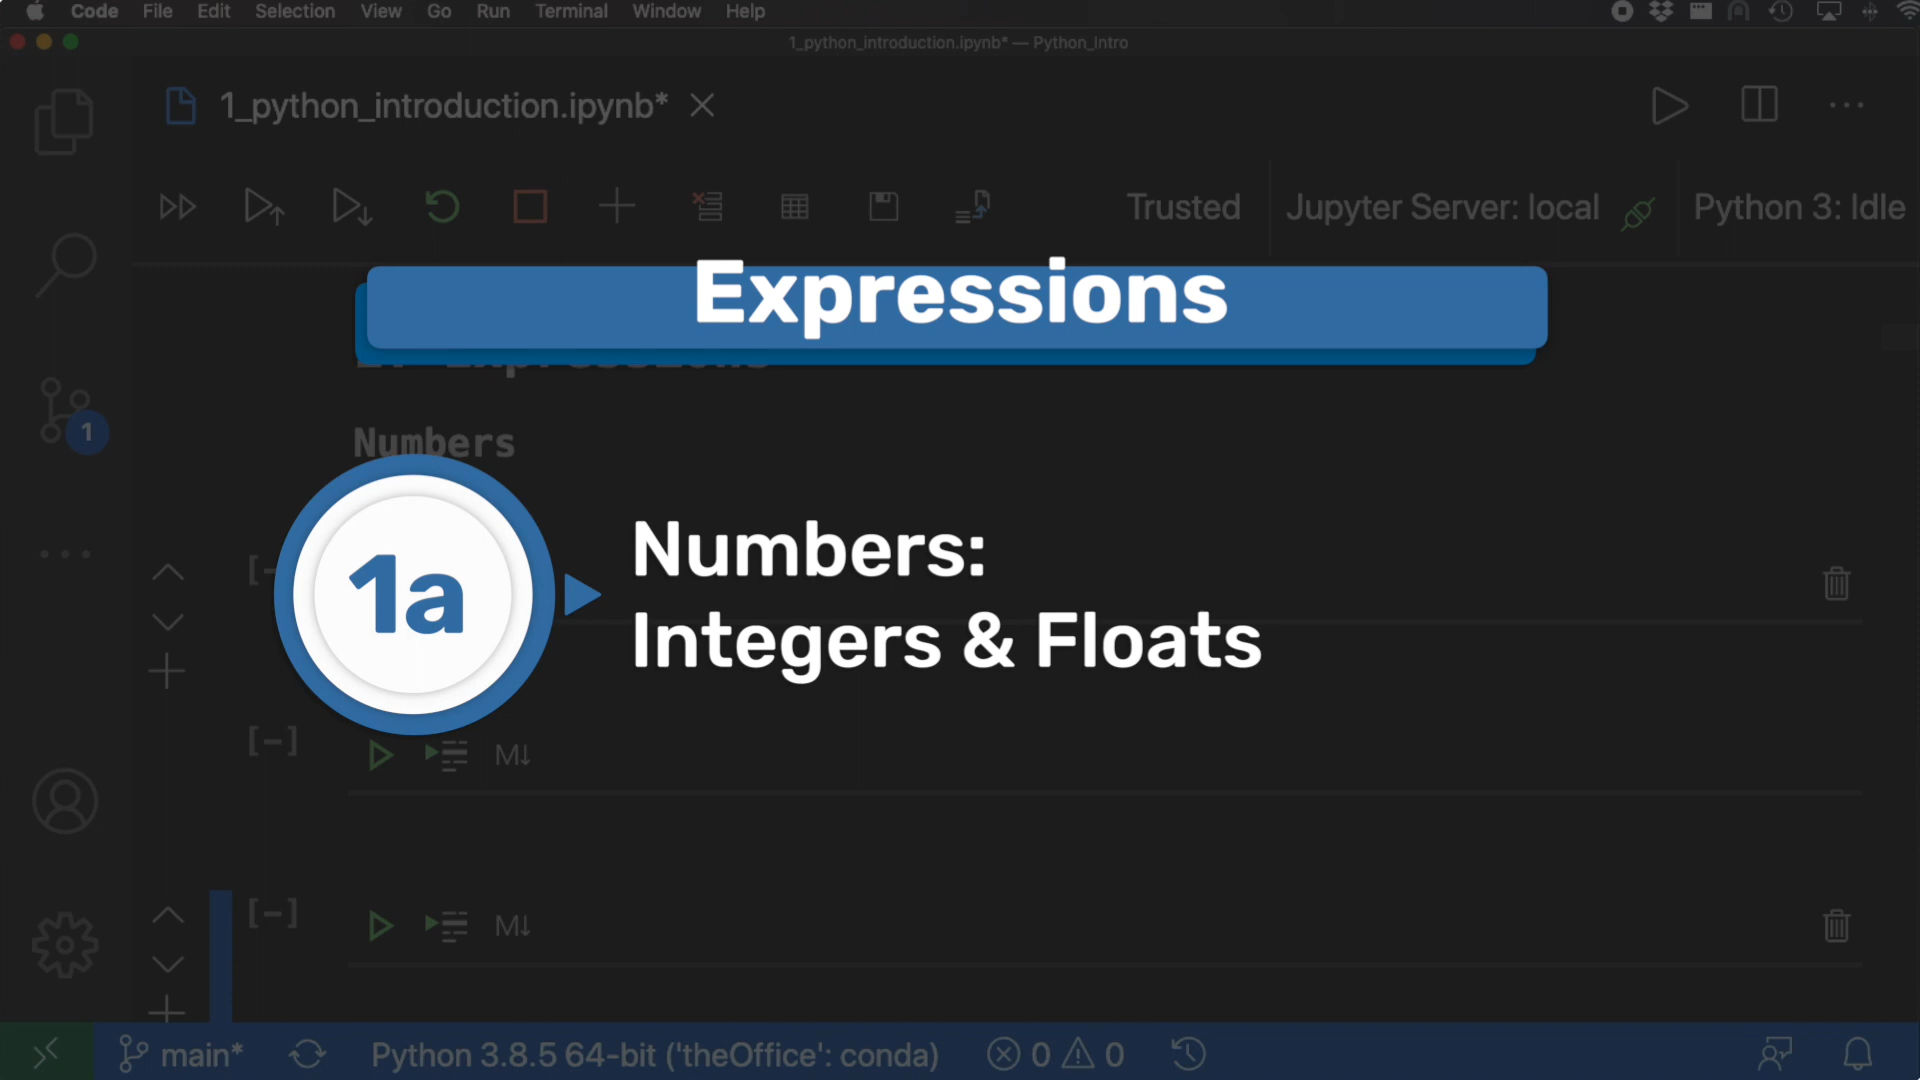 Code File Edit Selection View Go Run Terminal Window Help
1_python_introduction.ipynb* — Python_Intro
1_python_introduction.ipynb*
Trusted Jupyter Server: local Python 3: Idle
Expressions
Numbers
1
1a
Numbers:
Integers & Floats
[-]
M↓
[-]
M↓
main* Python 3.8.5 64-bit ('theOffice': conda) 0 0